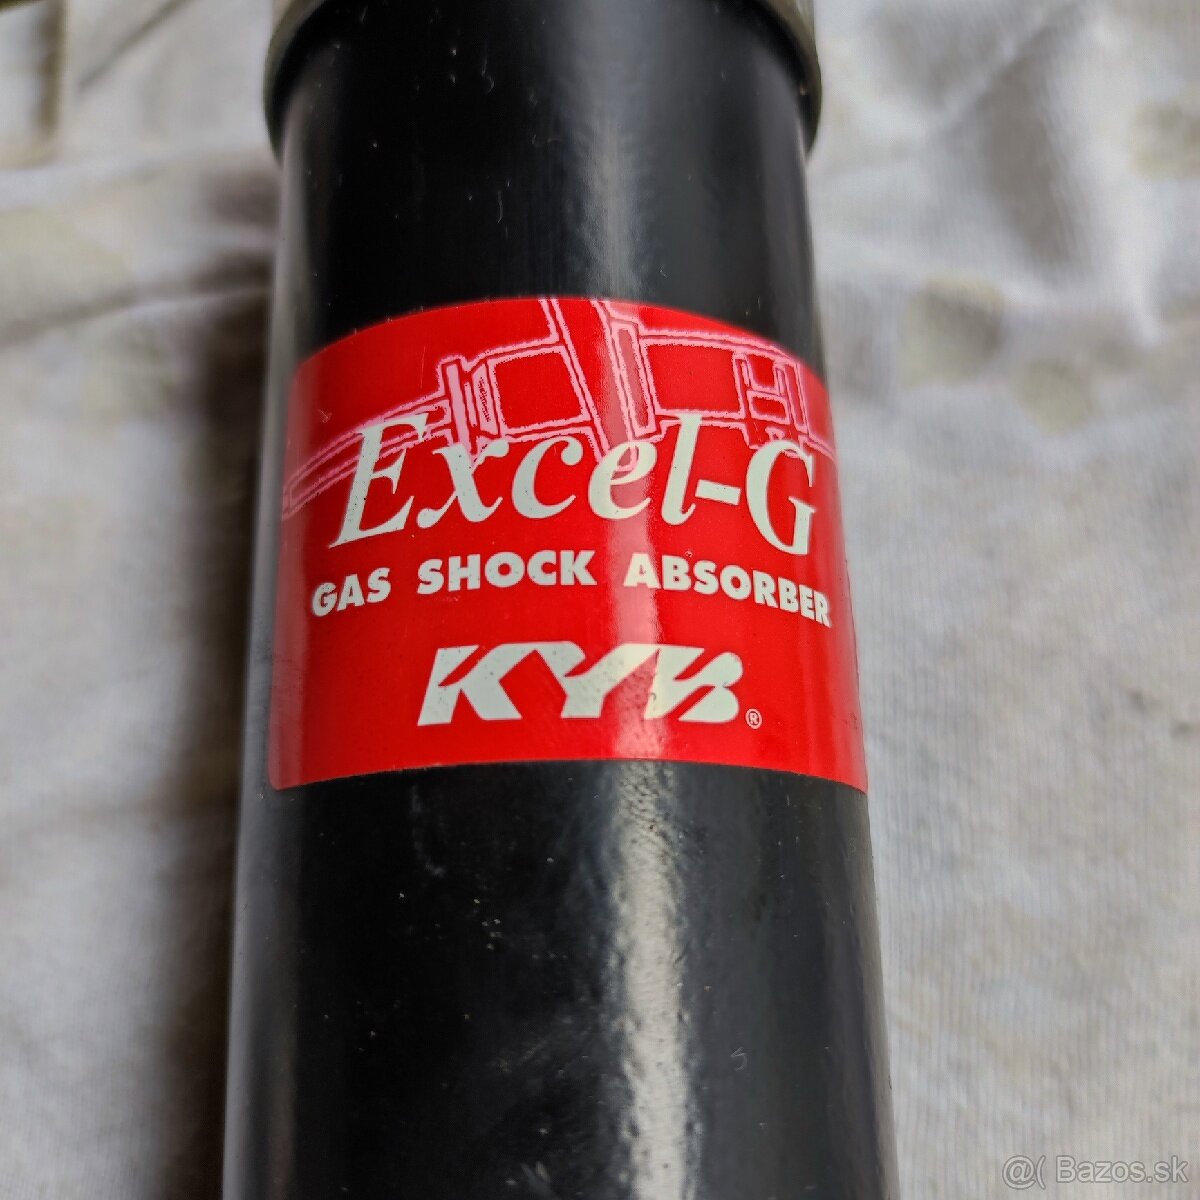 Excel-G
GAS SHOCK ABSORBER
KYB®
@( Bazos.sk